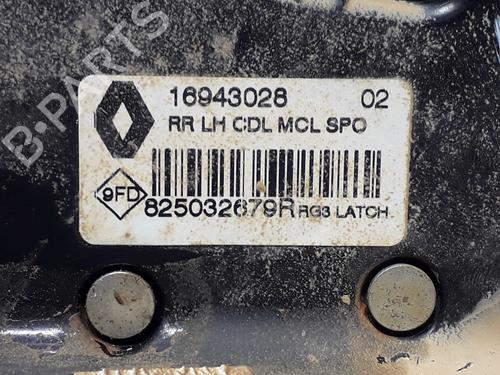 B-PARTS
16943028 02
RR LH CDL MCL SPO
9FD
825032679R RG3 LATCH